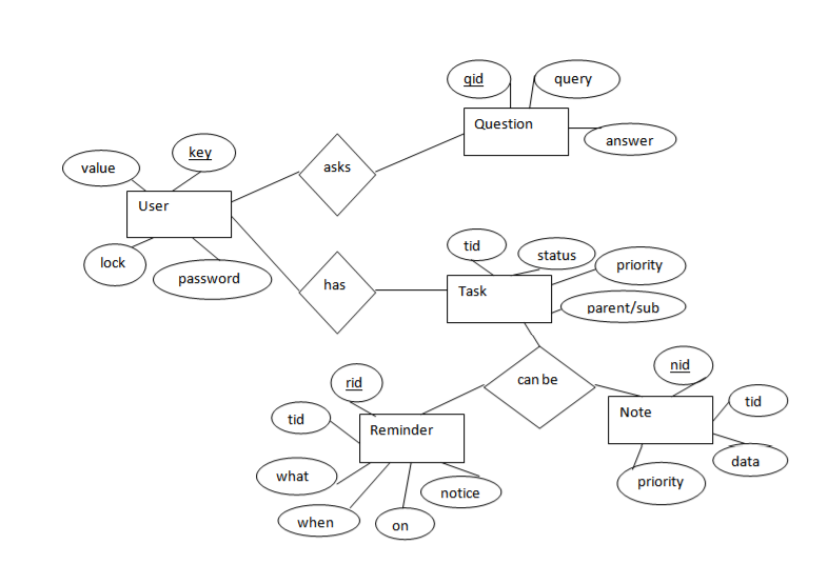 qid
query
Question
answer
key
value
asks
User
lock
password
tid
status
priority
parent/sub
has
Task
can be
nid
tid
Note
data
priority
rid
tid
Reminder
what
when
on
notice